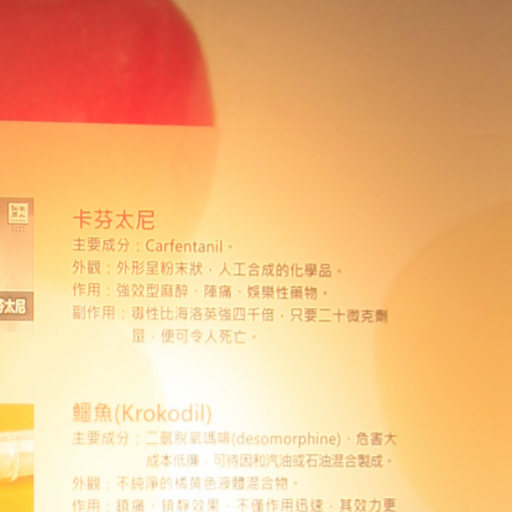 卡芬太尼
主要成分：Carfentanil。
外觀：外形呈粉末狀，人工合成的化學品。
作用：強效型麻醉、陣痛、娛樂性藥物。
副作用：毒性比海洛英強四千倍，只要二十微克劑
量，便可令人死亡。
芬太尼
鱷魚(Krokodil)
主要成分：二氫脫氧嗎啡(desomorphine)、危害大
成本低廉，可待因和汽油或石油混合製成。
外觀：不純淨的橘黃色液體混合物。
作用：鎮痛、鎮靜效果，不僅作用迅速，其效力更